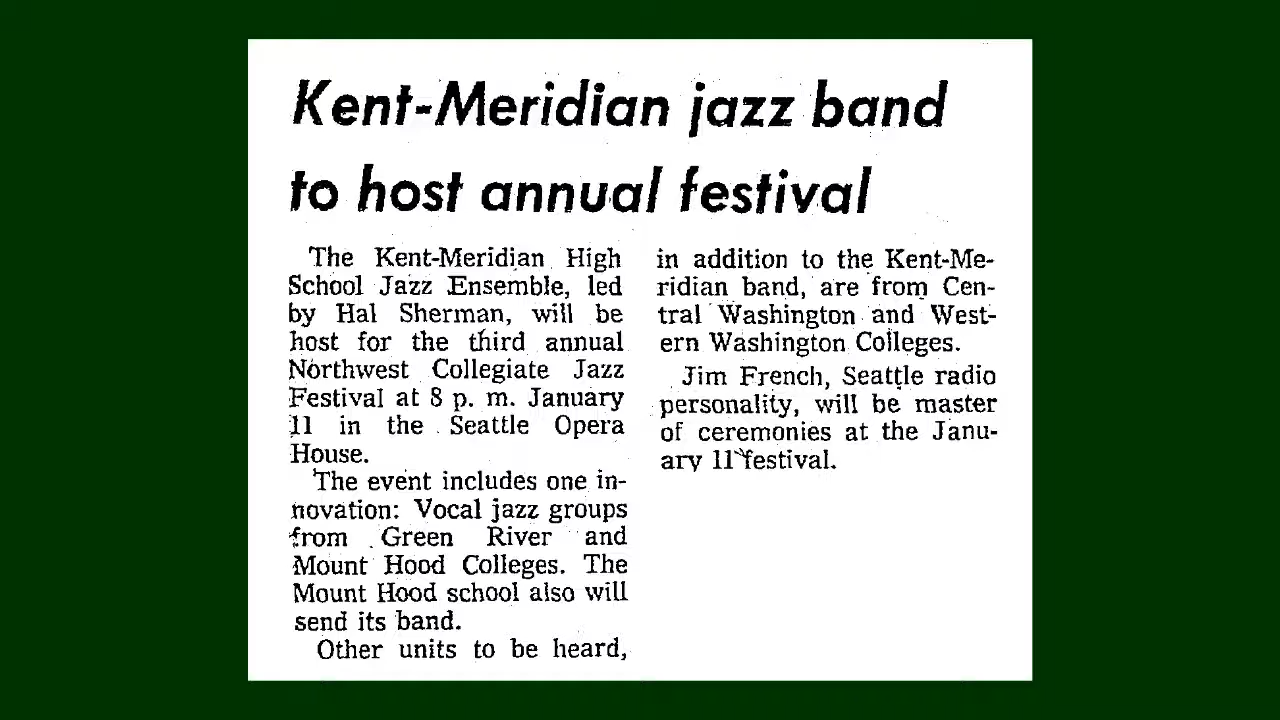 Kent-Meridian jazz band
to host annual festival
The Kent-Meridian High
School Jazz Ensemble, led
by Hal Sherman, will be
host for the third annual
Northwest Collegiate Jazz
Festival at 8 p. m. January
11 in the Seattle Opera
House.
The event includes one in-
novation: Vocal jazz groups
from Green River and
Mount Hood Colleges. The
Mount Hood school also will
send its band.
Other units to be heard,
in addition to the Kent-Me-
ridian band, are from Cen-
tral Washington and West-
ern Washington Colleges.
Jim French, Seattle radio
personality, will be master
of ceremonies at the Janu-
ary 11 festival.